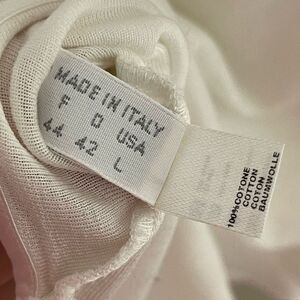 MADE IN ITALY
F D USA
44 42 L
100%COTONE
COTTON
COTON
BAUMWOLLE